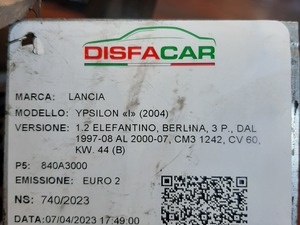 DISFACAR
MARCA: LANCIA
MODELLO: YPSILON «I» (2004)
VERSIONE: 1.2 ELEFANTINO, BERLINA, 3 P., DAL
1997-08 AL 2000-07, CM3 1242, CV 60,
KW. 44 (B)
P5: 840A3000
EMISSIONE: EURO 2
NS: 740/2023
DATA:07/04/2023 17:49:00